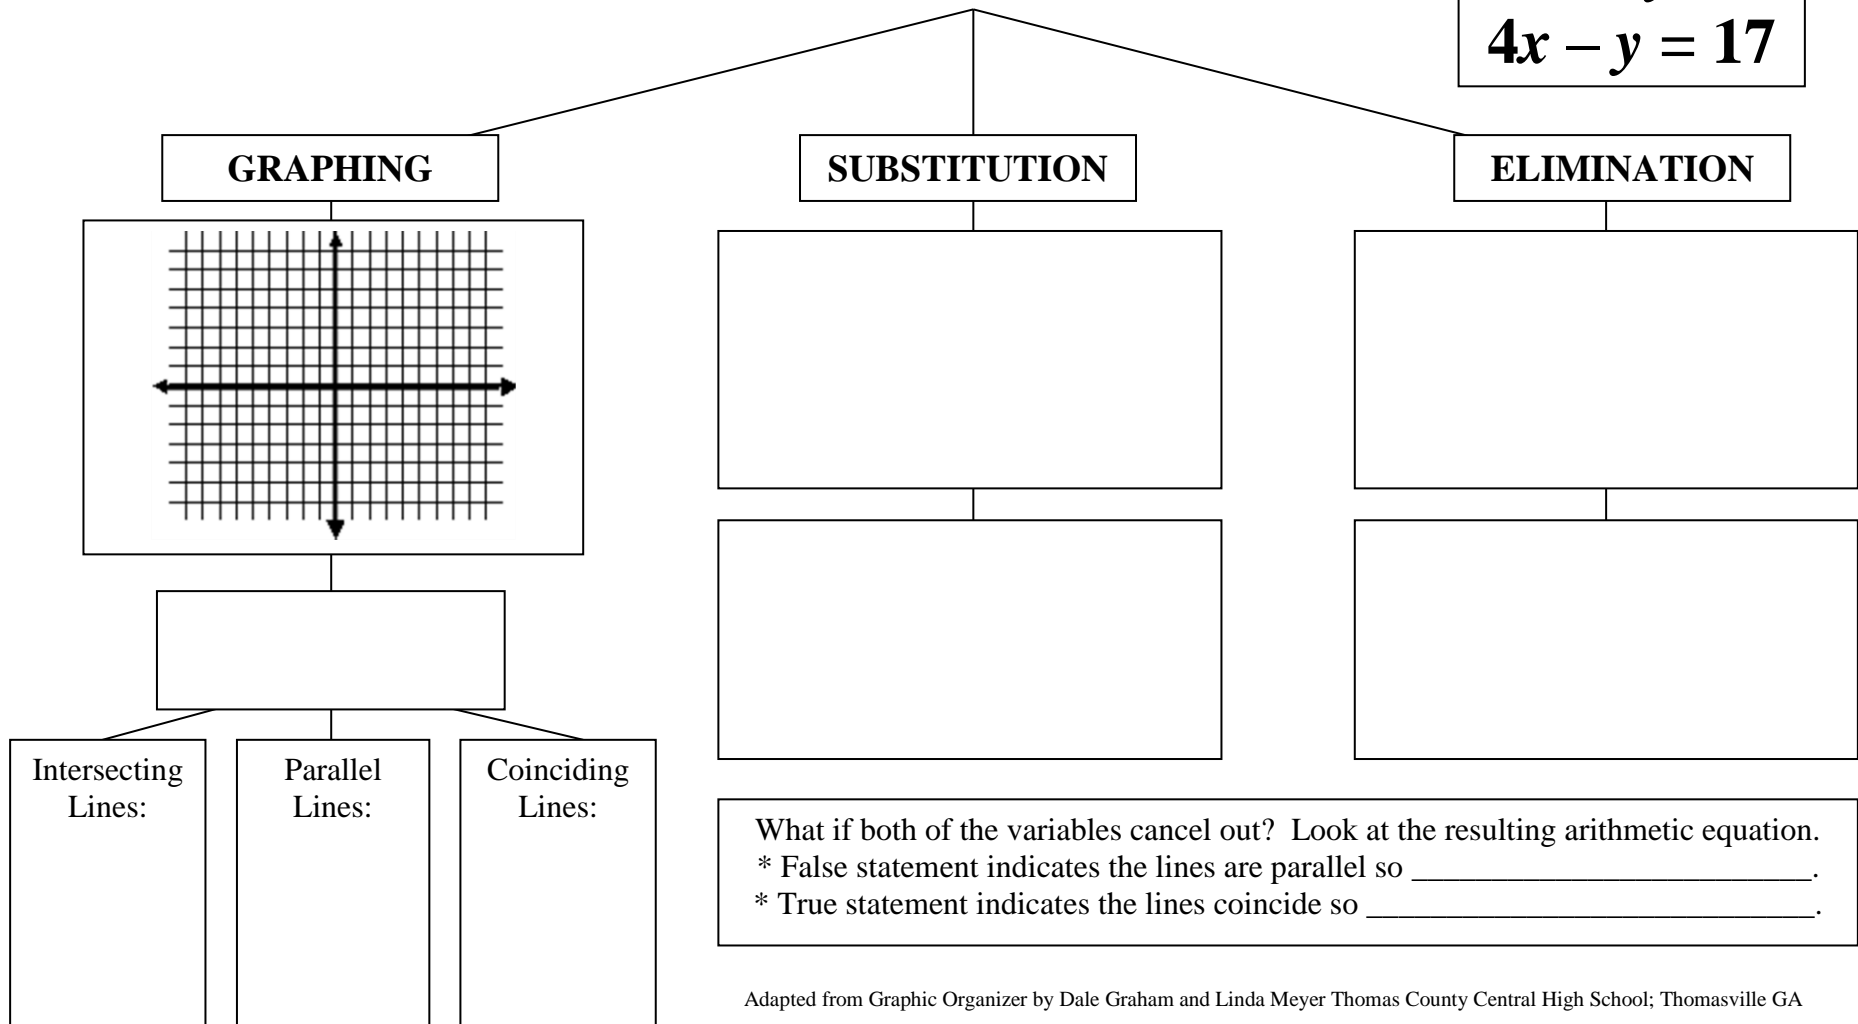 4x – y = 17
GRAPHING
SUBSTITUTION
ELIMINATION
Intersecting
Lines:
Parallel
Lines:
Coinciding
Lines:
What if both of the variables cancel out?  Look at the resulting arithmetic equation.
* False statement indicates the lines are parallel so _________________________.
* True statement indicates the lines coincide so ____________________________.
Adapted from Graphic Organizer by Dale Graham and Linda Meyer Thomas County Central High School; Thomasville GA